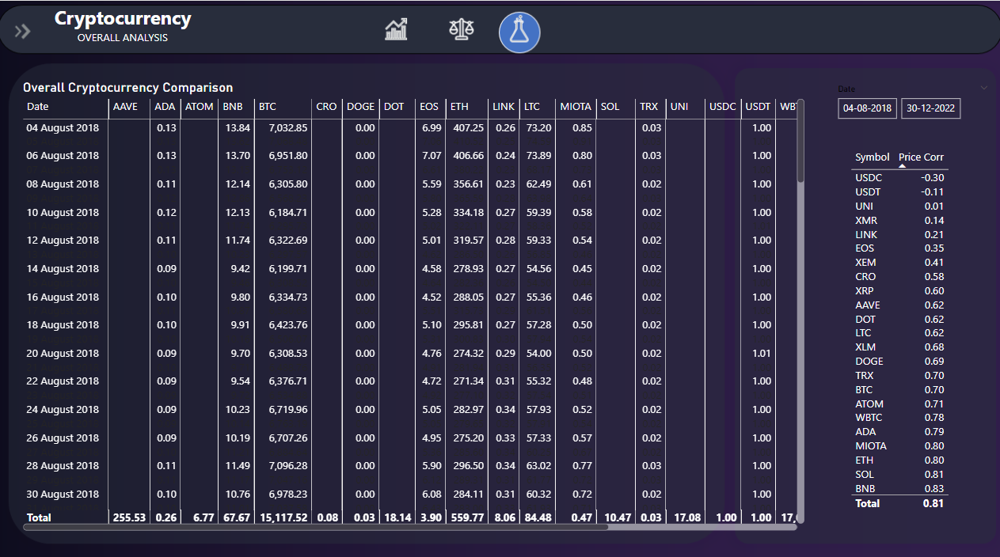 Cryptocurrency
OVERALL ANALYSIS
Overall Cryptocurrency Comparison
Date AAVE ADA ATOM BNB BTC CRO DOGE DOT EOS ETH LINK LTC MIOTA SOL TRX UNI USDC USDT WBT
04 August 2018 0.13 13.84 7,032.85 0.00 6.99 407.25 0.26 73.20 0.85 0.03 1.00
06 August 2018 0.13 13.70 6,951.80 0.00 7.07 406.66 0.24 73.89 0.80 0.03 1.00
08 August 2018 0.11 12.14 6,305.80 0.00 5.59 356.61 0.23 62.49 0.61 0.02 1.00
10 August 2018 0.12 12.13 6,184.71 0.00 5.28 334.18 0.27 59.39 0.58 0.02 1.00
12 August 2018 0.11 11.74 6,322.69 0.00 5.01 319.57 0.28 59.33 0.54 0.02 1.00
14 August 2018 0.09 9.42 6,199.71 0.00 4.58 278.93 0.27 54.56 0.45 0.02 1.00
16 August 2018 0.10 9.80 6,334.73 0.00 4.52 288.05 0.27 55.36 0.46 0.02 1.00
18 August 2018 0.10 9.91 6,423.76 0.00 5.10 295.81 0.27 57.28 0.50 0.02 1.00
20 August 2018 0.09 9.70 6,308.53 0.00 4.76 274.32 0.29 54.00 0.50 0.02 1.01
22 August 2018 0.09 9.54 6,376.71 0.00 4.72 271.34 0.31 55.32 0.48 0.02 1.00
24 August 2018 0.09 10.23 6,719.96 0.00 5.05 282.97 0.34 57.93 0.52 0.02 1.00
26 August 2018 0.09 10.19 6,707.26 0.00 4.95 275.20 0.33 57.33 0.57 0.02 1.00
28 August 2018 0.11 11.49 7,096.28 0.00 5.90 296.50 0.34 63.02 0.77 0.03 1.00
30 August 2018 0.10 10.76 6,978.23 0.00 6.08 284.11 0.31 60.32 0.72 0.02 1.00
Total 255.53 0.26 6.77 67.67 15,117.52 0.08 0.03 18.14 3.90 559.77 8.06 84.48 0.47 10.47 0.03 17.08 1.00 1.00 17,
Date
04-08-2018 30-12-2022
Symbol Price Corr
USDC -0.30
USDT -0.11
UNI 0.01
XMR 0.14
LINK 0.21
EOS 0.35
XEM 0.41
CRO 0.58
XRP 0.60
AAVE 0.62
DOT 0.62
LTC 0.62
XLM 0.68
DOGE 0.69
TRX 0.70
BTC 0.70
ATOM 0.71
WBTC 0.78
ADA 0.79
MIOTA 0.80
ETH 0.80
SOL 0.81
BNB 0.83
Total 0.81